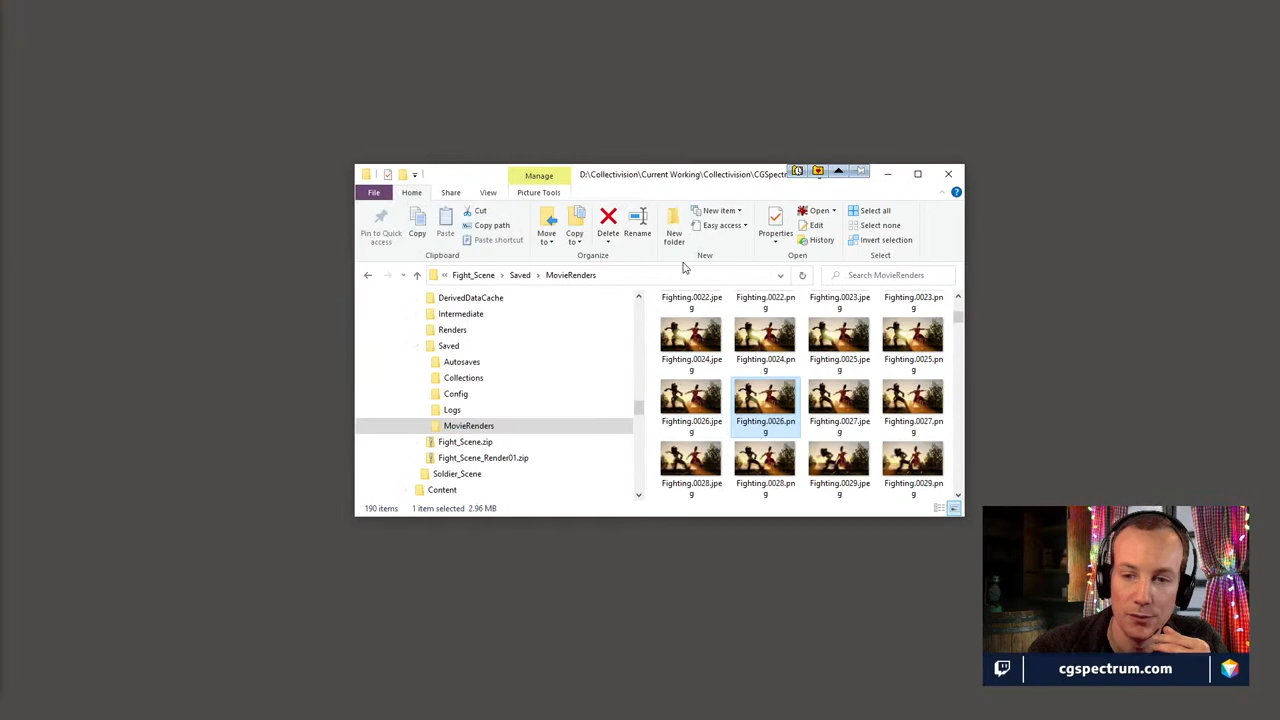 Manage
D:\Collectivision\Current Working\Collectivision\CGSpectr
File
Home
Share
View
Picture Tools
Pin to Quick access
Copy
Paste
Cut
Copy path
Paste shortcut
Move to
Copy to
Delete
Rename
New folder
New item
Easy access
Properties
Open
Edit
History
Select all
Select none
Invert selection
Clipboard
Organize
New
Open
Select
« Fight_Scene › Saved › MovieRenders
Search MovieRenders
DerivedDataCache
Intermediate
Renders
Saved
Autosaves
Collections
Config
Logs
MovieRenders
Fight_Scene.zip
Fight_Scene_Render01.zip
Soldier_Scene
Content
Fighting.0022.jpeg
Fighting.0022.png
Fighting.0023.jpeg
Fighting.0023.png
Fighting.0024.jpeg
Fighting.0024.png
Fighting.0025.jpeg
Fighting.0025.png
Fighting.0026.jpeg
Fighting.0026.png
Fighting.0027.jpeg
Fighting.0027.png
Fighting.0028.jpeg
Fighting.0028.png
Fighting.0029.jpeg
Fighting.0029.png
190 items
1 item selected 2.96 MB
cgspectrum.com